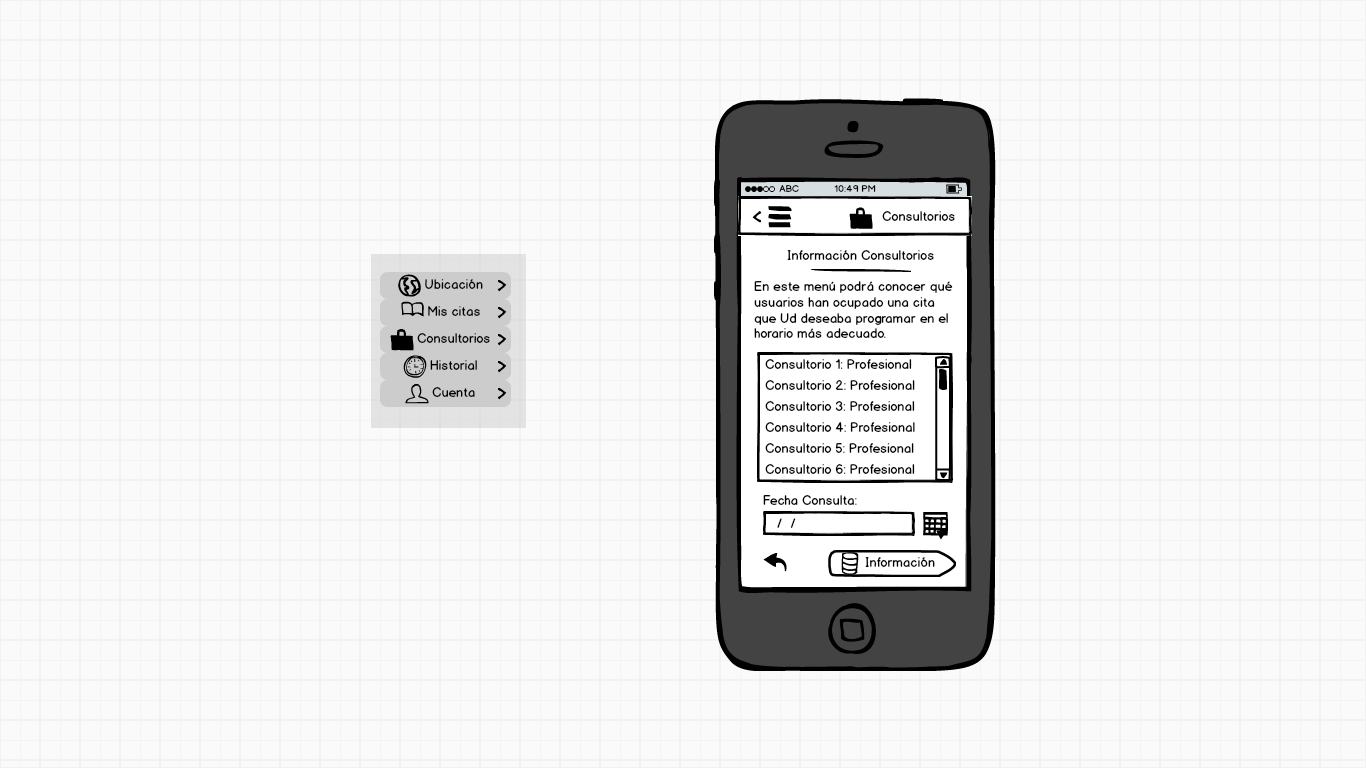 Ubicación
Mis citas
Consultorios
Historial
Cuenta
ABC 10:49 PM
Consultorios
Información Consultorios
En este menú podrá conocer qué
usuarios han ocupado una cita
que Ud deseaba programar en el
horario más adecuado.
Consultorio 1: Profesional
Consultorio 2: Profesional
Consultorio 3: Profesional
Consultorio 4: Profesional
Consultorio 5: Profesional
Consultorio 6: Profesional
Fecha Consulta:
/ /
Información